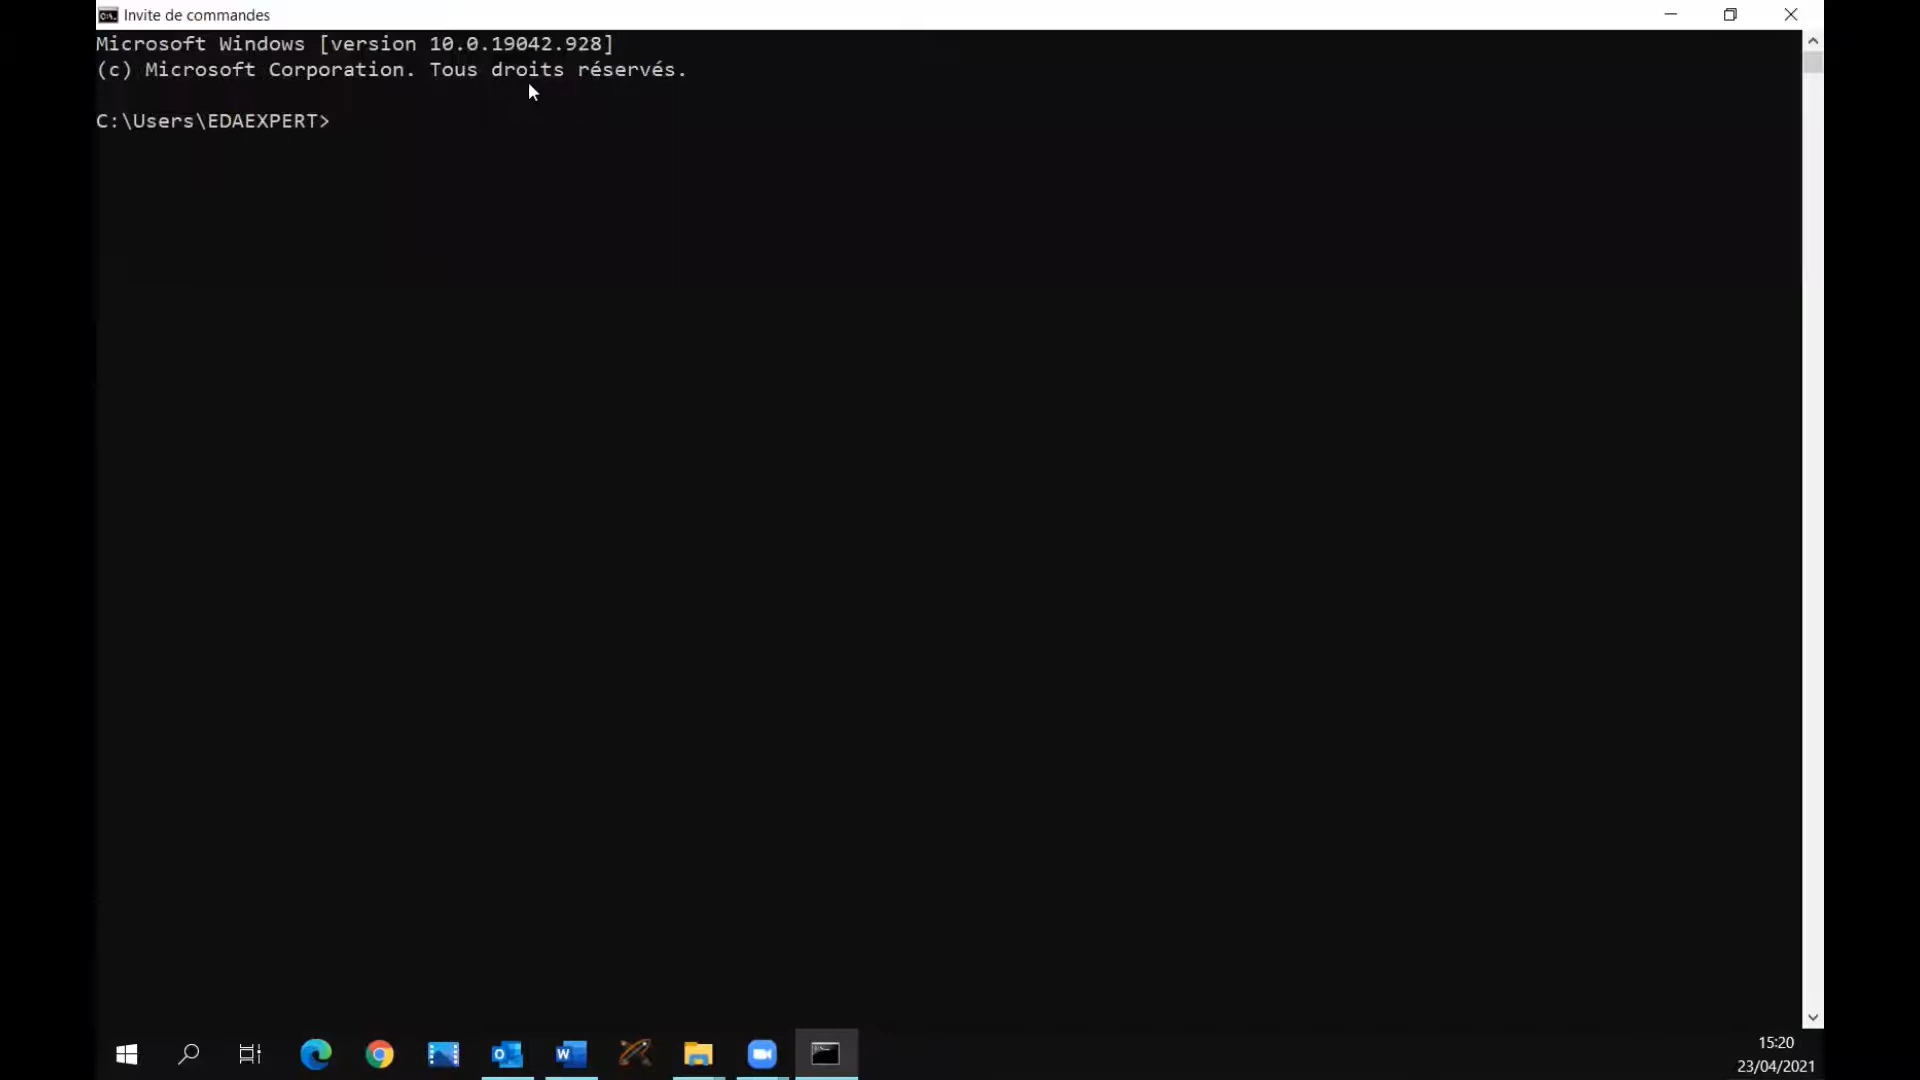 Invite de commandes
Microsoft Windows [version 10.0.19042.928]
(c) Microsoft Corporation. Tous droits réservés.
C:\Users\EDAEXPERT>
15:20
23/04/2021